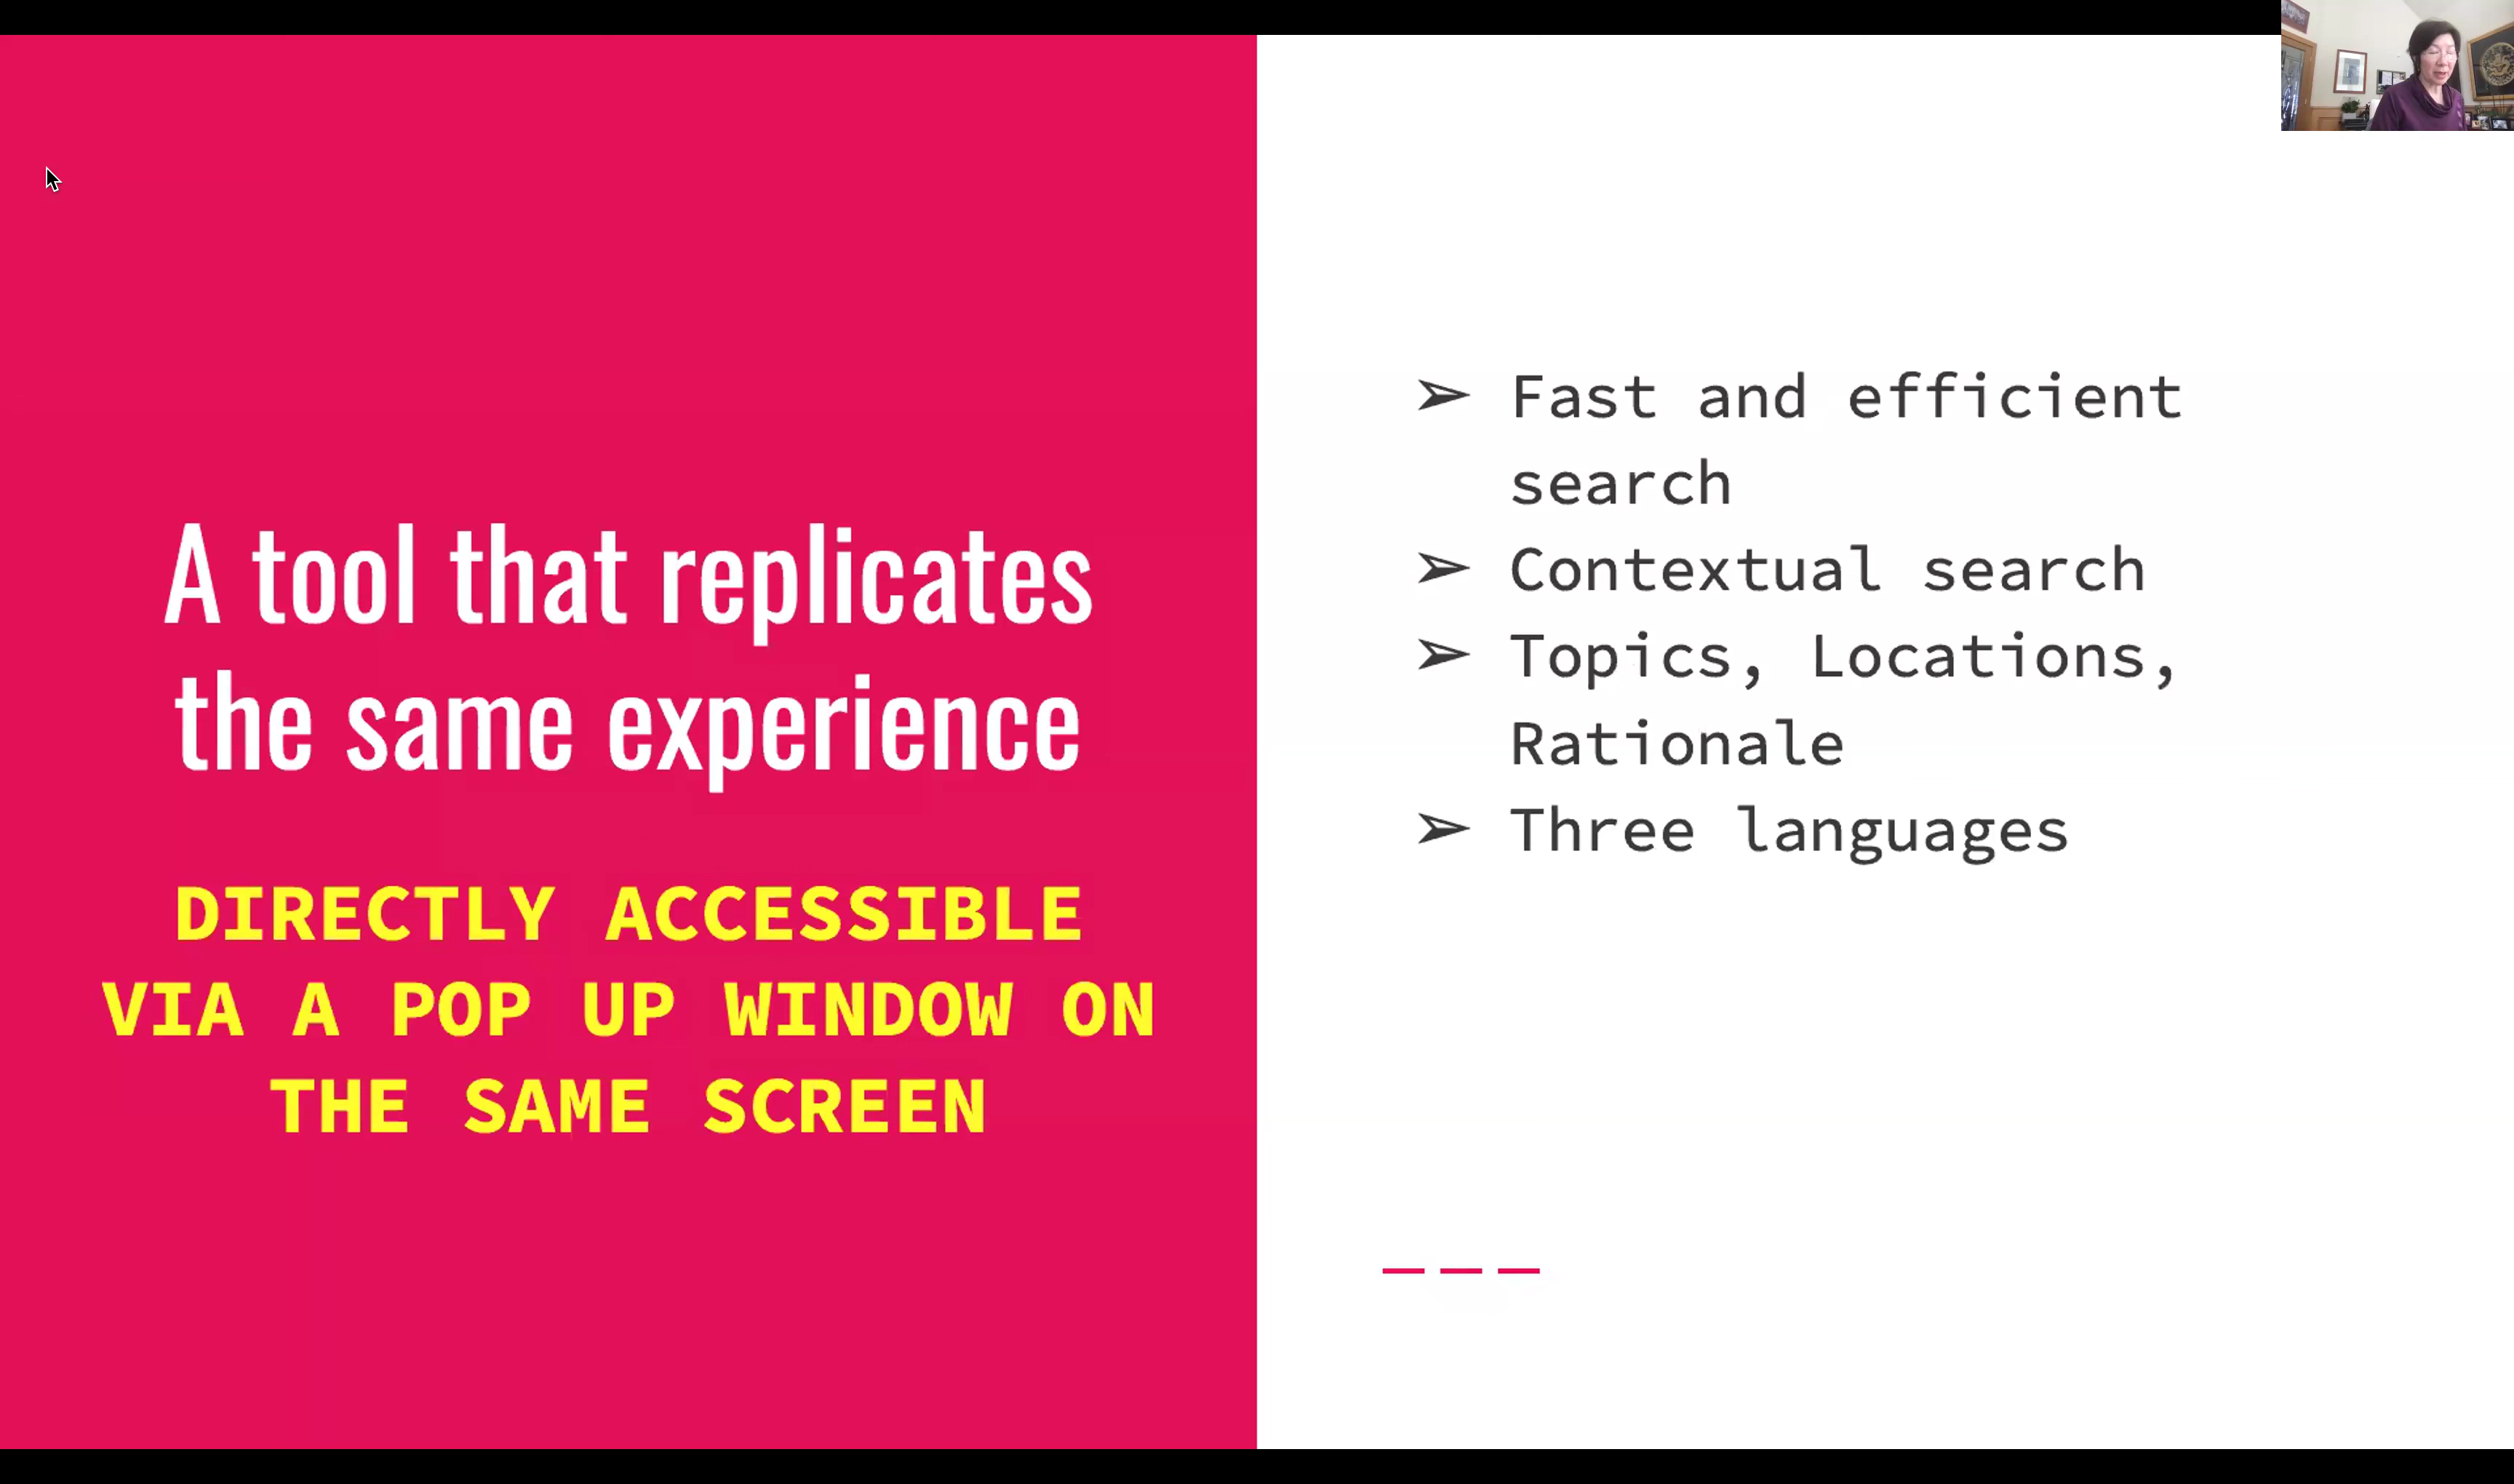 A tool that replicates
the same experience
DIRECTLY ACCESSIBLE
VIA A POP UP WINDOW ON
THE SAME SCREEN
➢ Fast and efficient
search
➢ Contextual search
➢ Topics, Locations,
Rationale
➢ Three languages